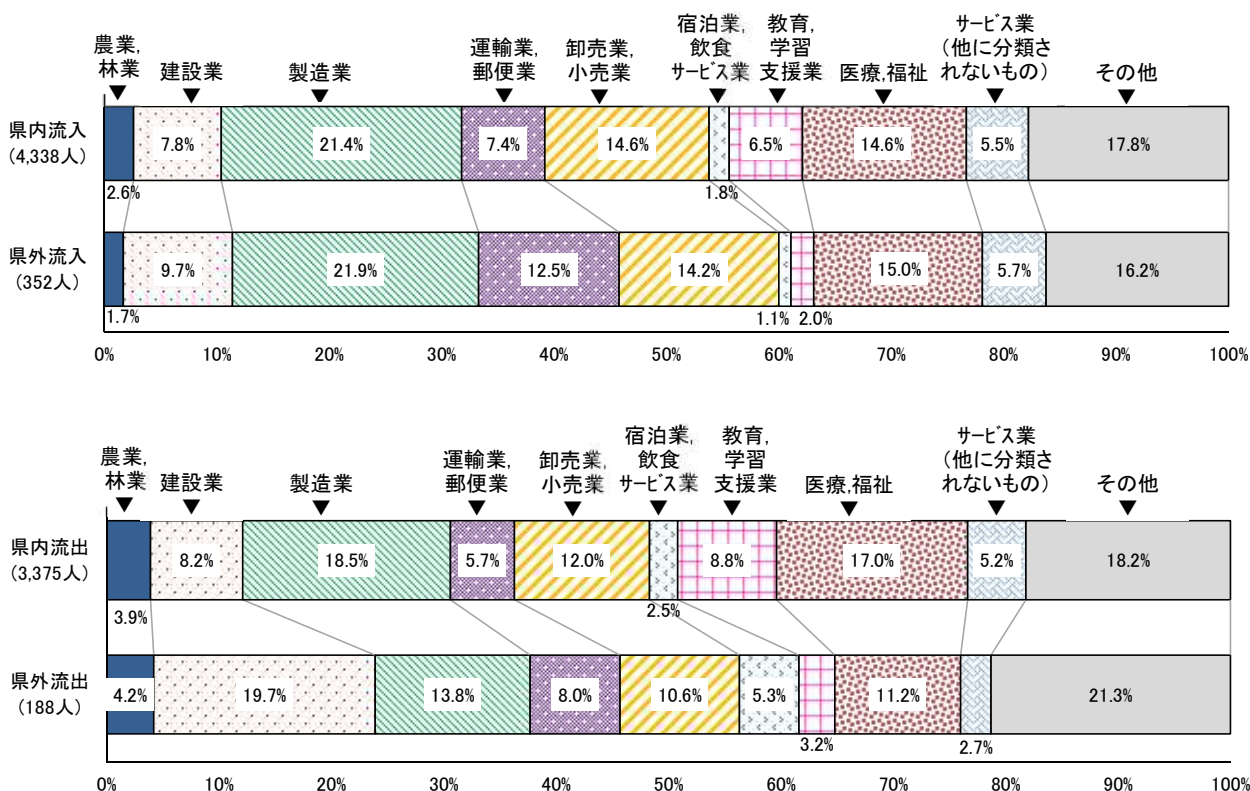 農業,
林業
建設業
製造業
運輸業,
郵便業
卸売業,
小売業
宿泊業,
飲食
サービス業
教育,
学習
支援業
医療,福祉
サービス業
(他に分類さ
れないもの)
その他
県内流入
(4,338人)
2.6%
7.8%
21.4%
7.4%
14.6%
1.8%
6.5%
14.6%
5.5%
17.8%
県外流入
(352人)
1.7%
9.7%
21.9%
12.5%
14.2%
1.1%
2.0%
15.0%
5.7%
16.2%
0% 10% 20% 30% 40% 50% 60% 70% 80% 90% 100%
農業,
林業
建設業
製造業
運輸業,
郵便業
卸売業,
小売業
宿泊業,
飲食
サービス業
教育,
学習
支援業
医療,福祉
サービス業
(他に分類さ
れないもの)
その他
県内流出
(3,375人)
3.9%
8.2%
18.5%
5.7%
12.0%
2.5%
8.8%
17.0%
5.2%
18.2%
県外流出
(188人)
4.2%
19.7%
13.8%
8.0%
10.6%
5.3%
3.2%
11.2%
2.7%
21.3%
0% 10% 20% 30% 40% 50% 60% 70% 80% 90% 100%